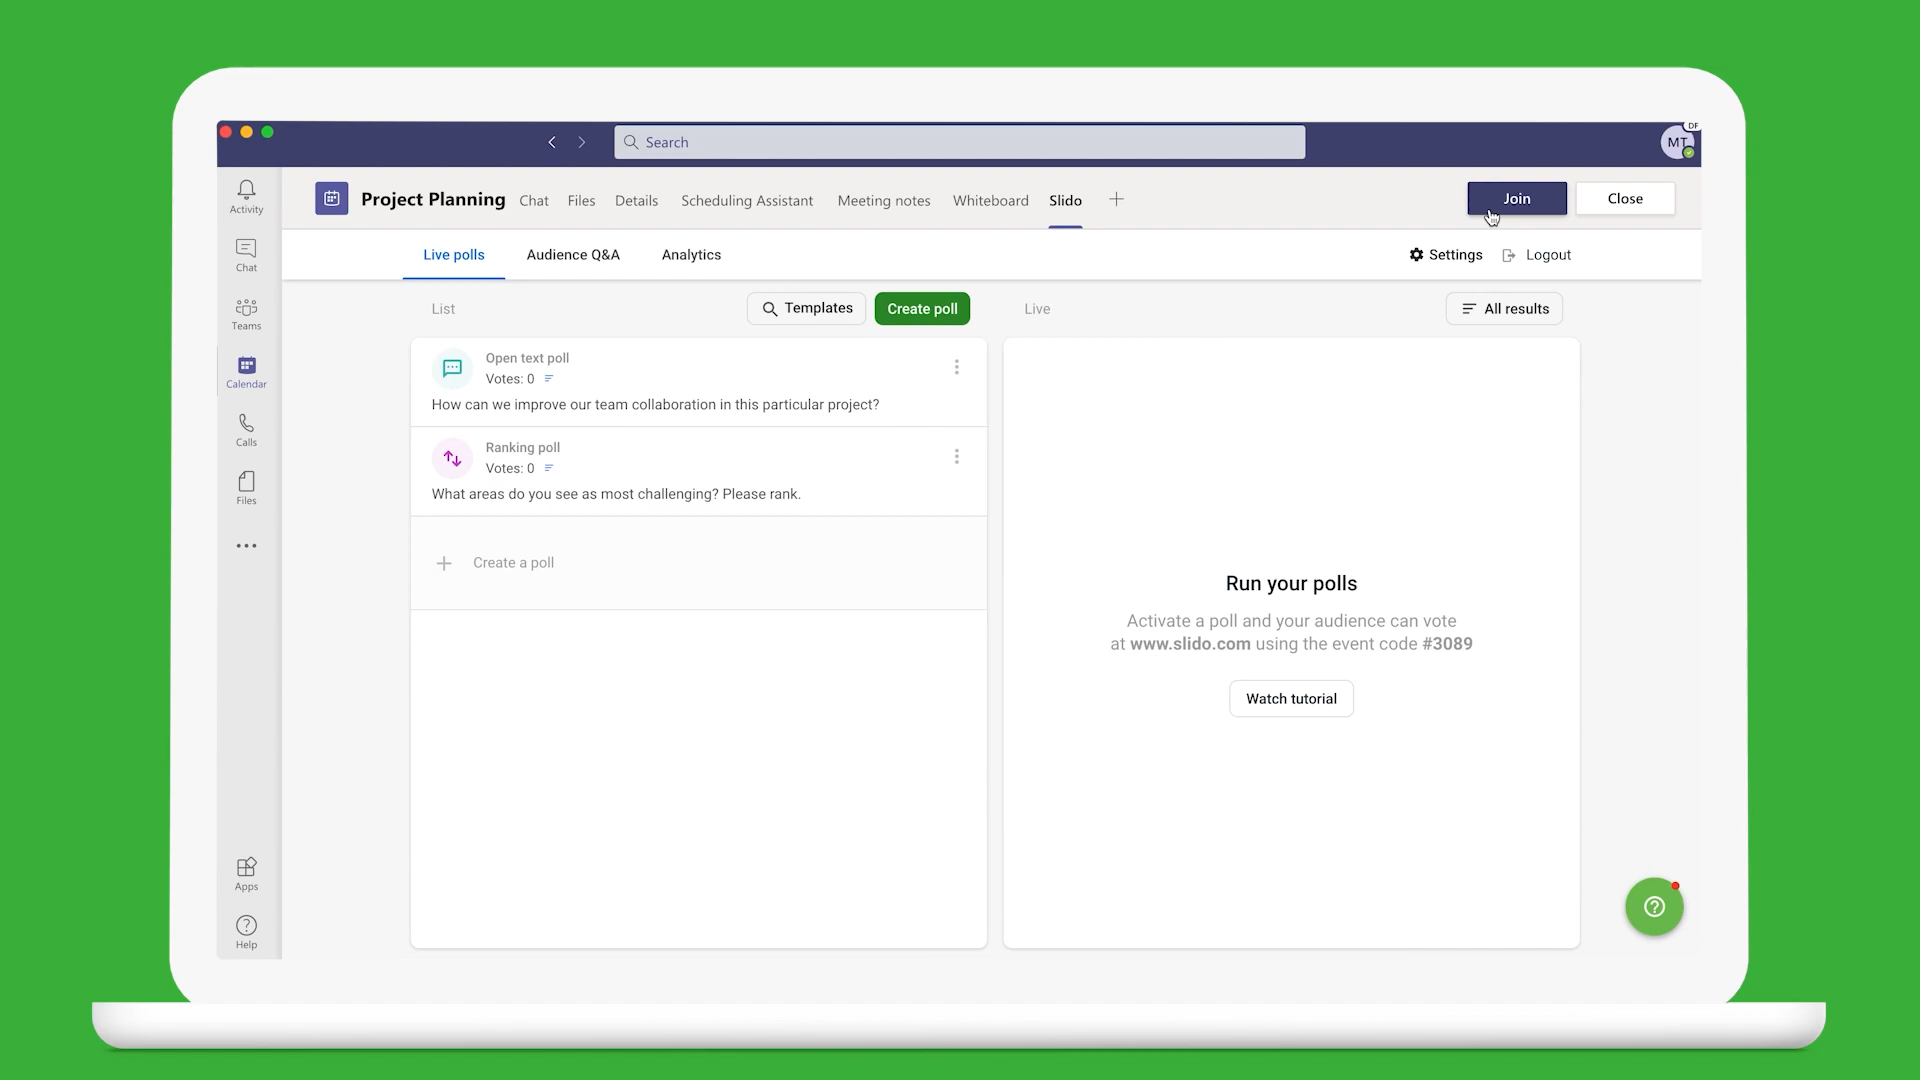 Search
MT
DF
Activity
Chat
Teams
Calendar
Calls
Files
Apps
Help
Project Planning
Chat
Files
Details
Scheduling Assistant
Meeting notes
Whiteboard
Slido
Join
Close
Live polls
Audience Q&A
Analytics
Settings
Logout
List
Templates
Create poll
Live
All results
Open text poll
Votes: 0
How can we improve our team collaboration in this particular project?
Ranking poll
Votes: 0
What areas do you see as most challenging? Please rank.
Create a poll
Run your polls
Activate a poll and your audience can vote
at www.slido.com using the event code #3089
Watch tutorial